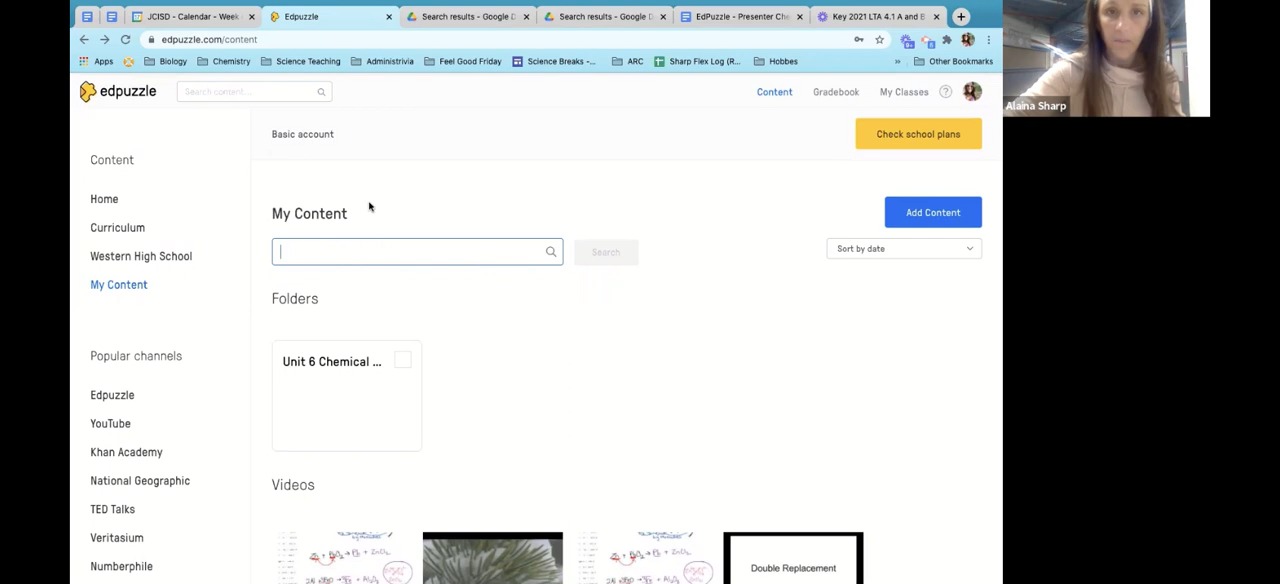 JCISD - Calendar - Week
Edpuzzle
Search results - Google D
Search results - Google D
EdPuzzle - Presenter Che
Key 2021 LTA 4.1 A and B
edpuzzle.com/content
Apps
Biology
Chemistry
Science Teaching
Administrivia
Feel Good Friday
Science Breaks -...
ARC
Sharp Flex Log (R...
Hobbes
»
Other Bookmarks
edpuzzle
Search content...
Content
Gradebook
My Classes
?
Alaina Sharp
Basic account
Check school plans
Content
Home
Curriculum
Western High School
My Content
Popular channels
Edpuzzle
YouTube
Khan Academy
National Geographic
TED Talks
Veritasium
Numberphile
My Content
Add Content
Search
Sort by date
Folders
Unit 6 Chemical ...
Videos
Double Replacement